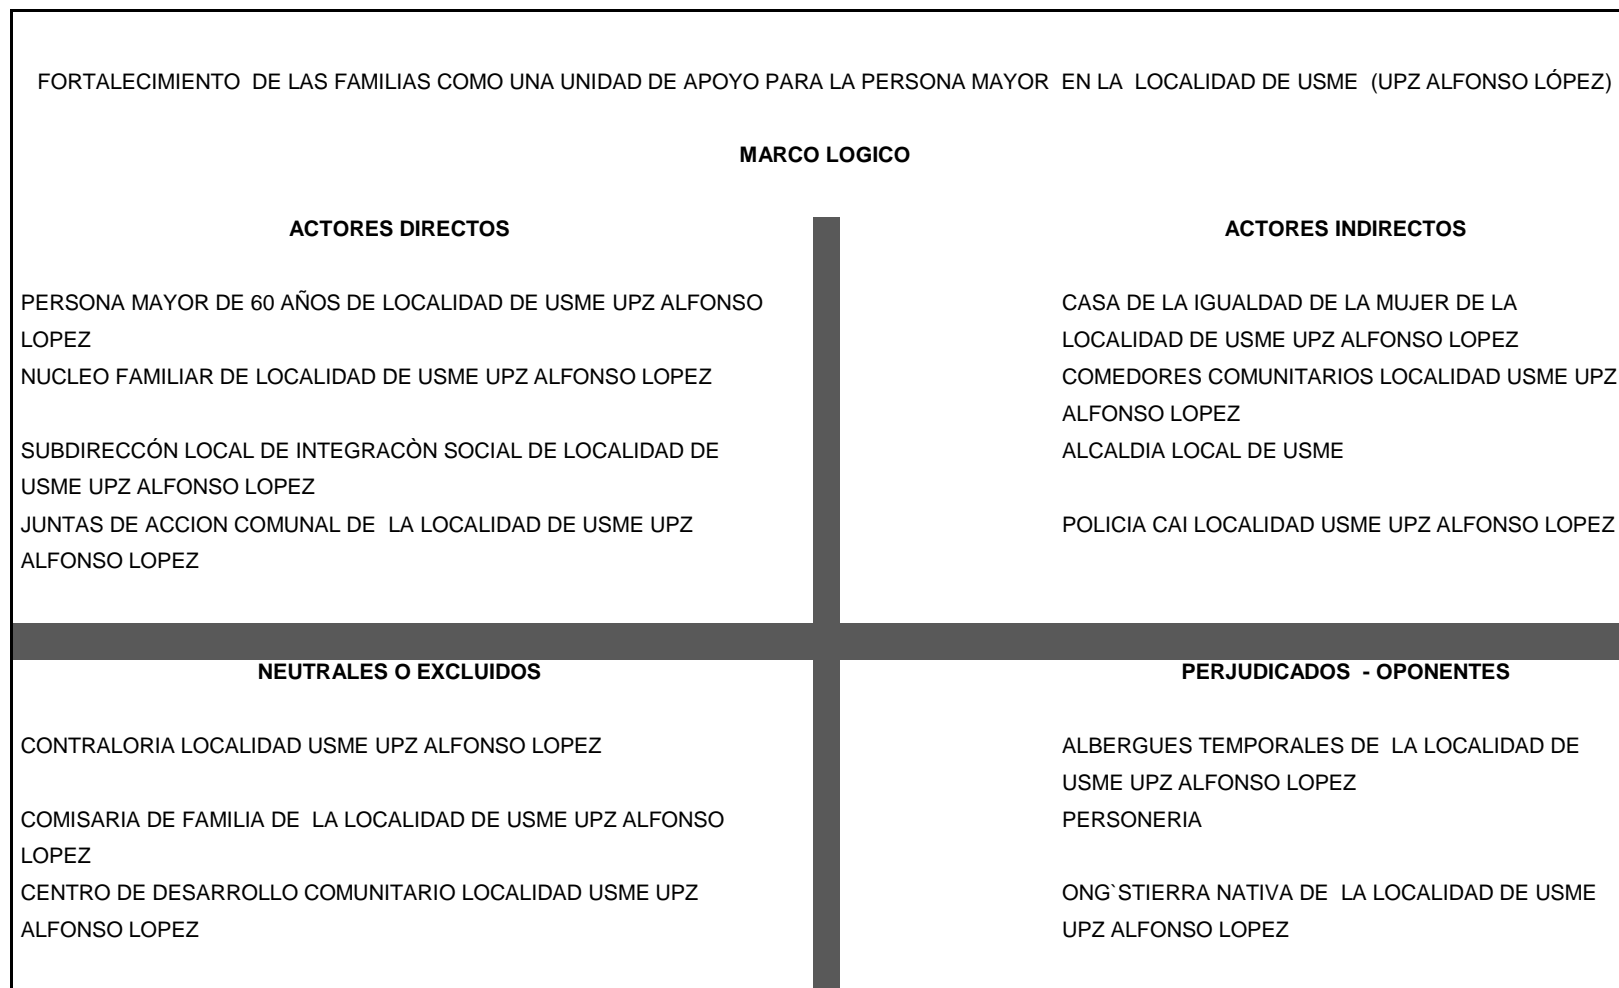 FORTALECIMIENTO DE LAS FAMILIAS COMO UNA UNIDAD DE APOYO PARA LA PERSONA MAYOR EN LA LOCALIDAD DE USME (UPZ ALFONSO LÓPEZ)
MARCO LOGICO
ACTORES DIRECTOS
PERSONA MAYOR DE 60 AÑOS DE LOCALIDAD DE USME UPZ ALFONSO
LOPEZ
NUCLEO FAMILIAR DE LOCALIDAD DE USME UPZ ALFONSO LOPEZ
SUBDIRECCÓN LOCAL DE INTEGRACÒN SOCIAL DE LOCALIDAD DE
USME UPZ ALFONSO LOPEZ
JUNTAS DE ACCION COMUNAL DE LA LOCALIDAD DE USME UPZ
ALFONSO LOPEZ
ACTORES INDIRECTOS
CASA DE LA IGUALDAD DE LA MUJER DE LA
LOCALIDAD DE USME UPZ ALFONSO LOPEZ
COMEDORES COMUNITARIOS LOCALIDAD USME UPZ
ALFONSO LOPEZ
ALCALDIA LOCAL DE USME
POLICIA CAI LOCALIDAD USME UPZ ALFONSO LOPEZ
NEUTRALES O EXCLUIDOS
CONTRALORIA LOCALIDAD USME UPZ ALFONSO LOPEZ
COMISARIA DE FAMILIA DE LA LOCALIDAD DE USME UPZ ALFONSO
LOPEZ
CENTRO DE DESARROLLO COMUNITARIO LOCALIDAD USME UPZ
ALFONSO LOPEZ
PERJUDICADOS - OPONENTES
ALBERGUES TEMPORALES DE LA LOCALIDAD DE
USME UPZ ALFONSO LOPEZ
PERSONERIA
ONG`STIERRA NATIVA DE LA LOCALIDAD DE USME
UPZ ALFONSO LOPEZ